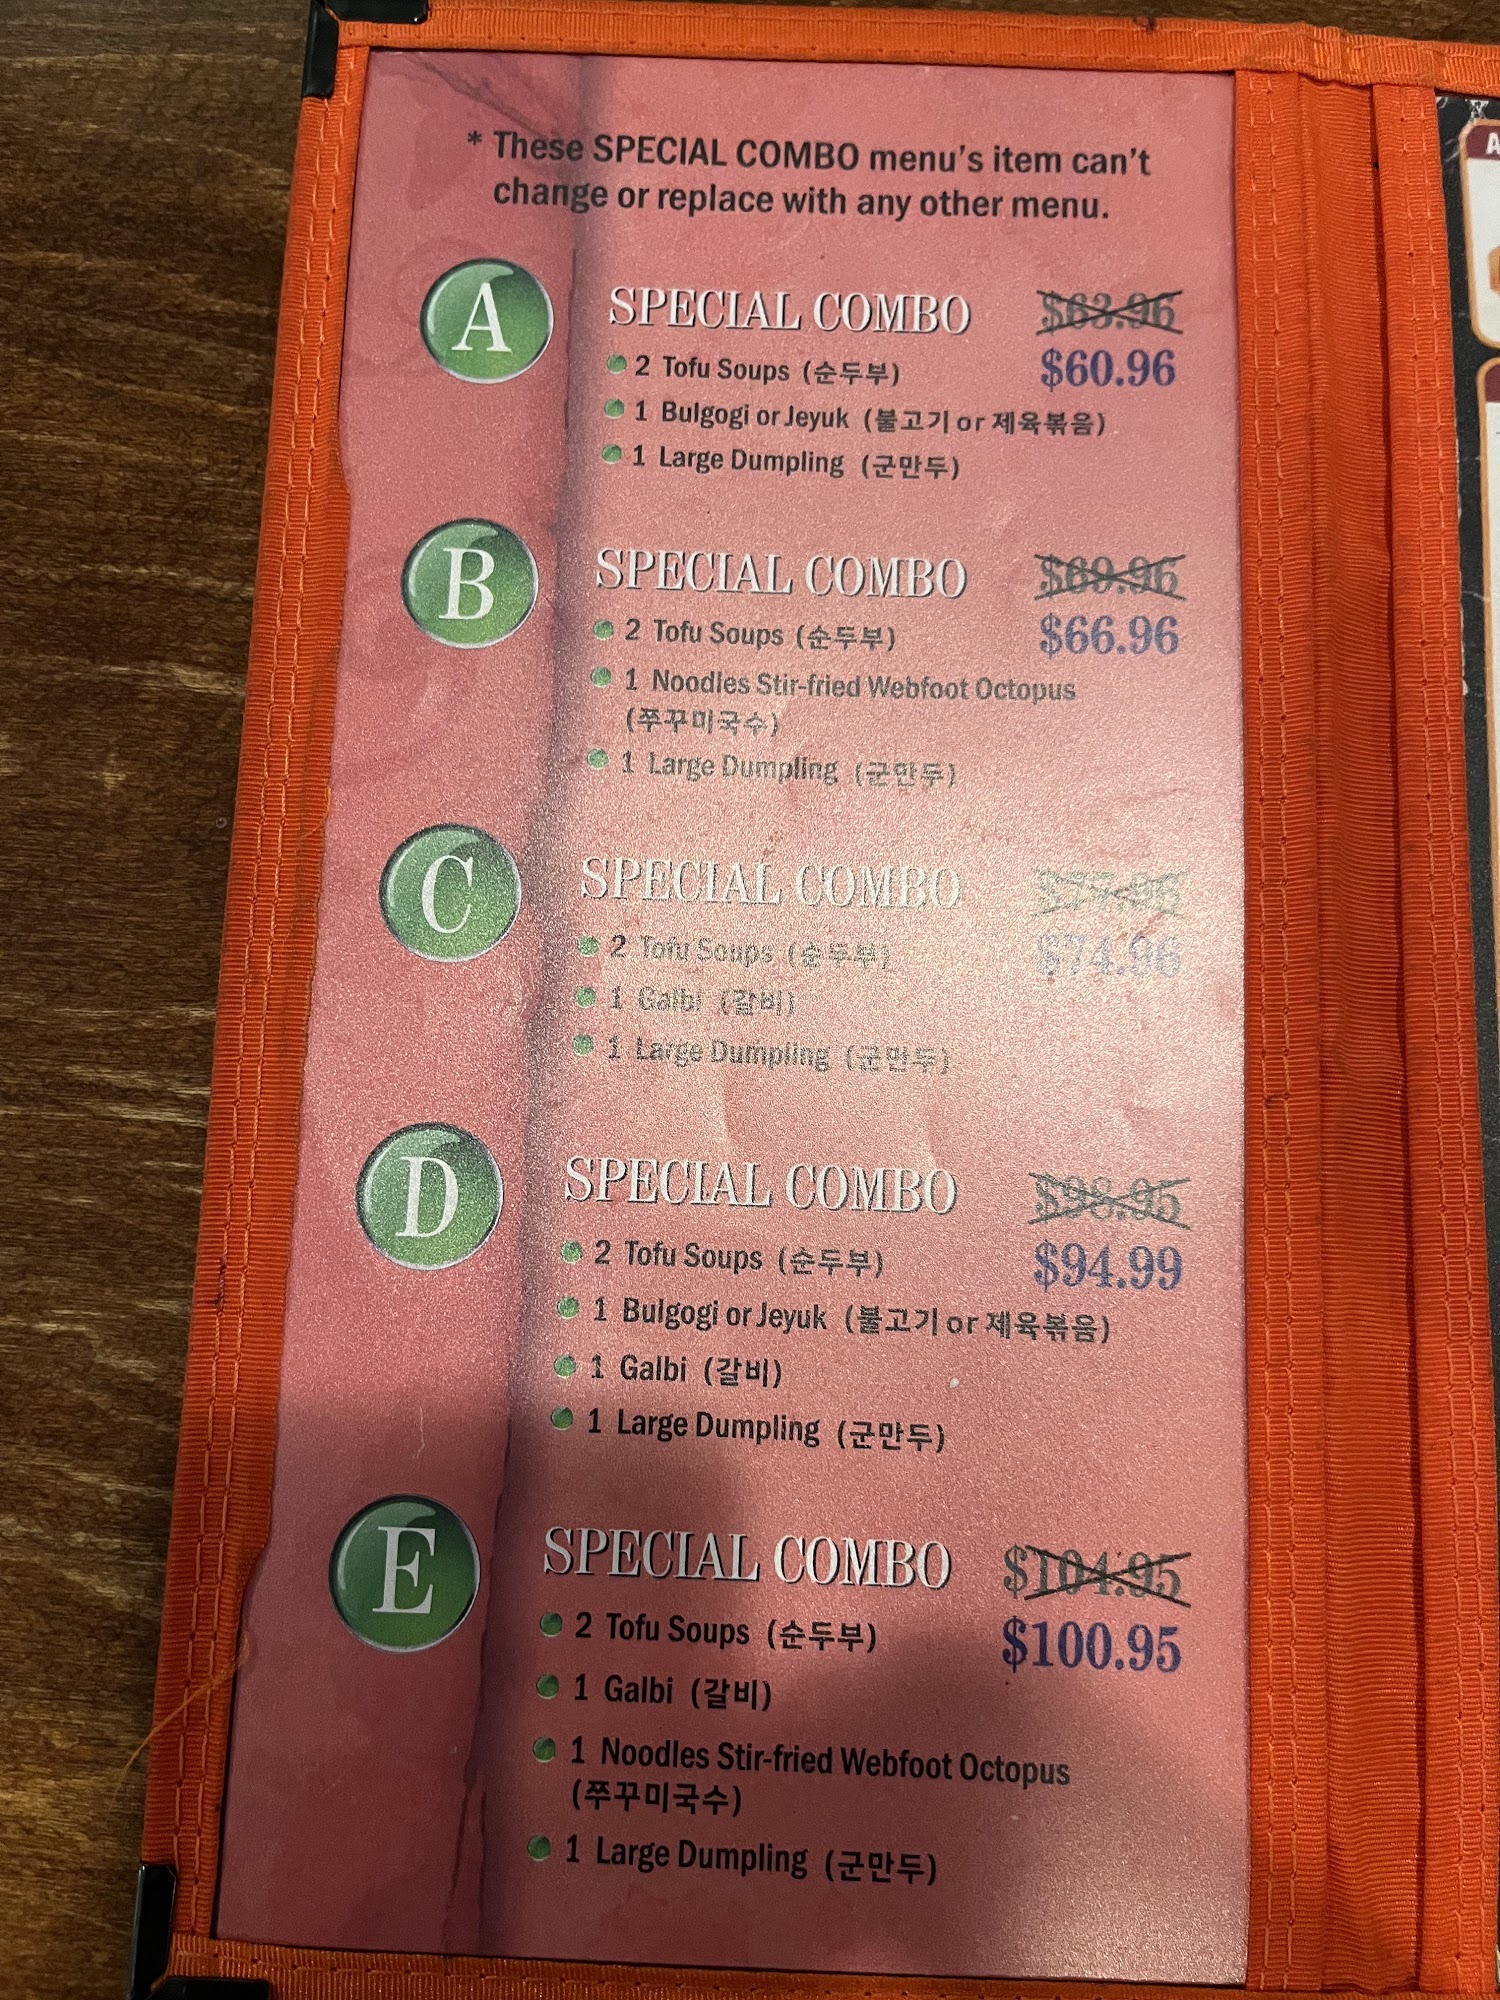 * These SPECIAL COMBO menu's item can't
change or replace with any other menu.
A
SPECIAL COMBO $63.96
$60.96
2 Tofu Soups (순두부)
1 Bulgogi or Jeyuk (불고기 or 제육볶음)
1 Large Dumpling (군만두)
B
SPECIAL COMBO $69.96
$66.96
2 Tofu Soups (순두부)
1 Noodles Stir-fried Webfoot Octopus
(쭈꾸미국수)
1 Large Dumpling (군만두)
C
SPECIAL COMBO $77.96
$74.96
2 Tofu Soups (순두부)
1 Galbi (갈비)
1 Large Dumpling (군만두)
D
SPECIAL COMBO $98.95
$94.99
2 Tofu Soups (순두부)
1 Bulgogi or Jeyuk (불고기 or 제육볶음)
1 Galbi (갈비)
1 Large Dumpling (군만두)
E
SPECIAL COMBO $104.95
$100.95
2 Tofu Soups (순두부)
1 Galbi (갈비)
1 Noodles Stir-fried Webfoot Octopus
(쭈꾸미국수)
1 Large Dumpling (군만두)
A